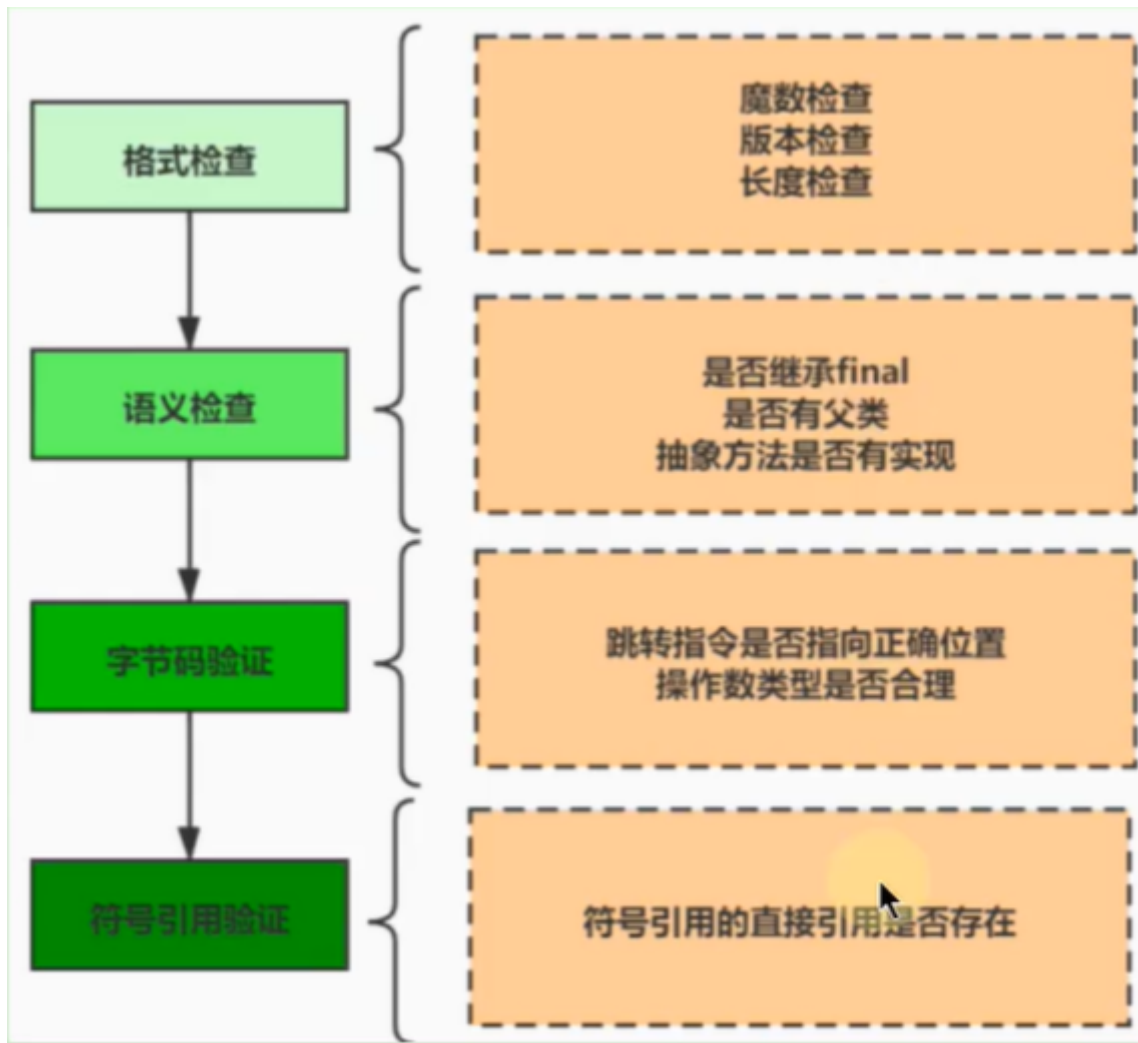 格式检查
魔数检查
版本检查
长度检查
语义检查
是否继承final
是否有父类
抽象方法是否有实现
字节码验证
跳转指令是否指向正确位置
操作数类型是否合理
符号引用验证
符号引用的直接引用是否存在